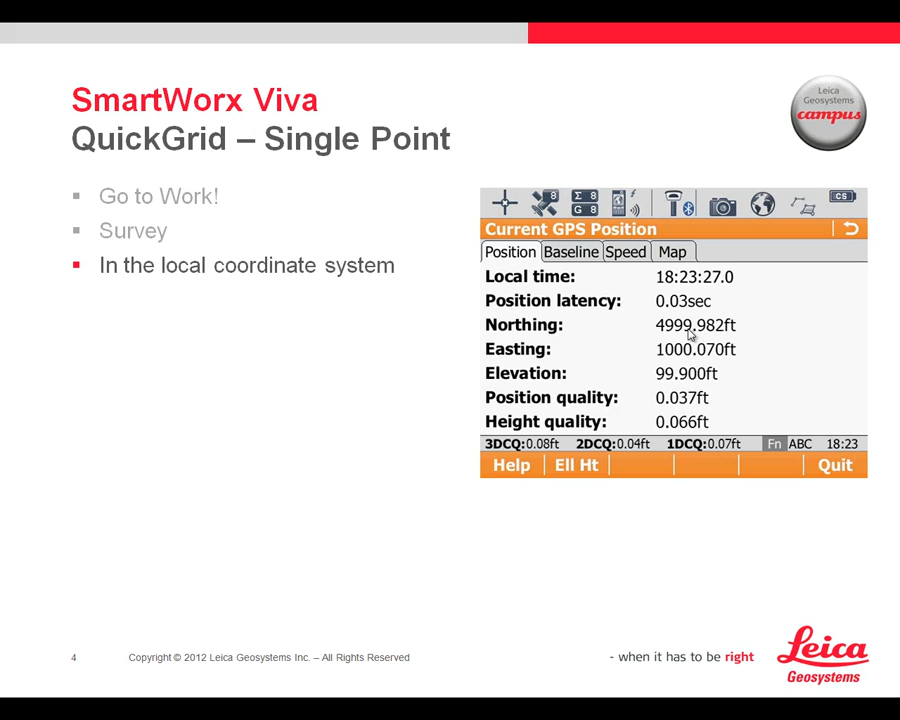 SmartWorx Viva
QuickGrid – Single Point
Leica
Geosystems
campus
Go to Work!
Survey
In the local coordinate system
8
Σ 8
G 8
CS
Current GPS Position
Position Baseline Speed Map
Local time: 18:23:27.0
Position latency: 0.03sec
Northing: 4999.982ft
Easting: 1000.070ft
Elevation: 99.900ft
Position quality: 0.037ft
Height quality: 0.066ft
3DCQ:0.08ft 2DCQ:0.04ft 1DCQ:0.07ft Fn ABC 18:23
Help Ell Ht Quit
4 Copyright © 2012 Leica Geosystems Inc. – All Rights Reserved
- when it has to be right
Leica
Geosystems